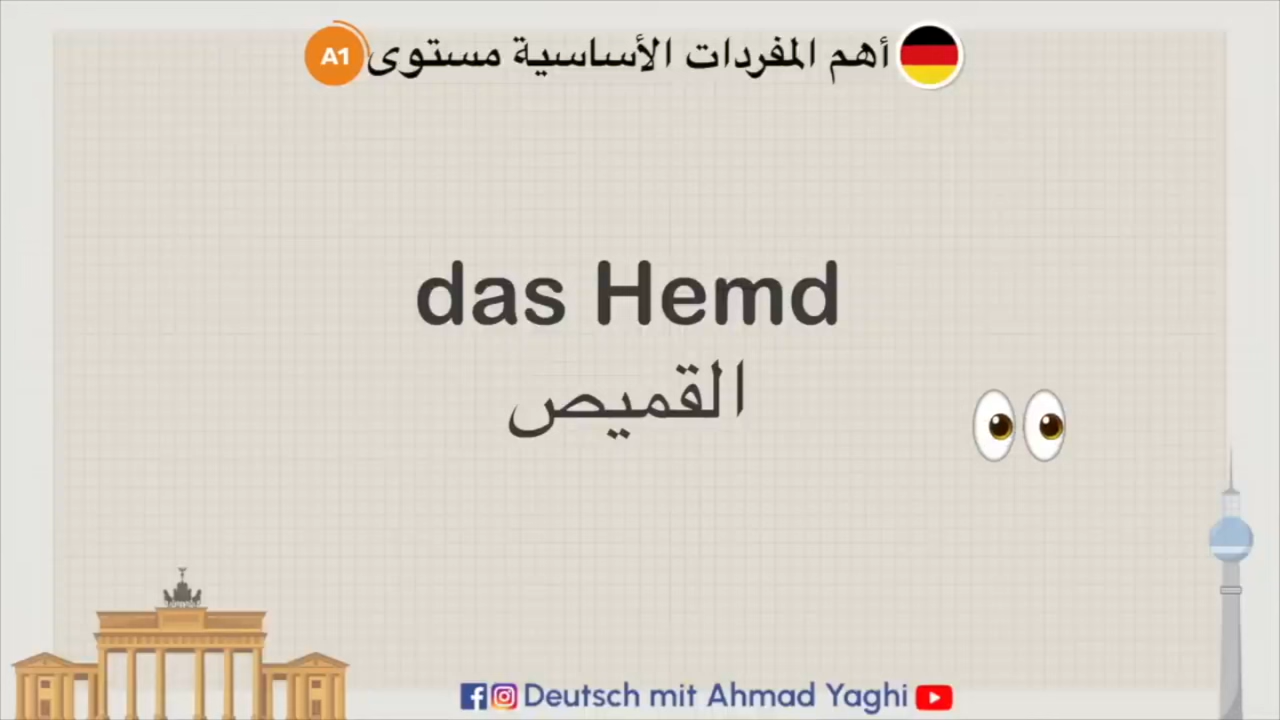 أهم المفردات الأساسية مستوى A1
das Hemd
القميص
Deutsch mit Ahmad Yaghi